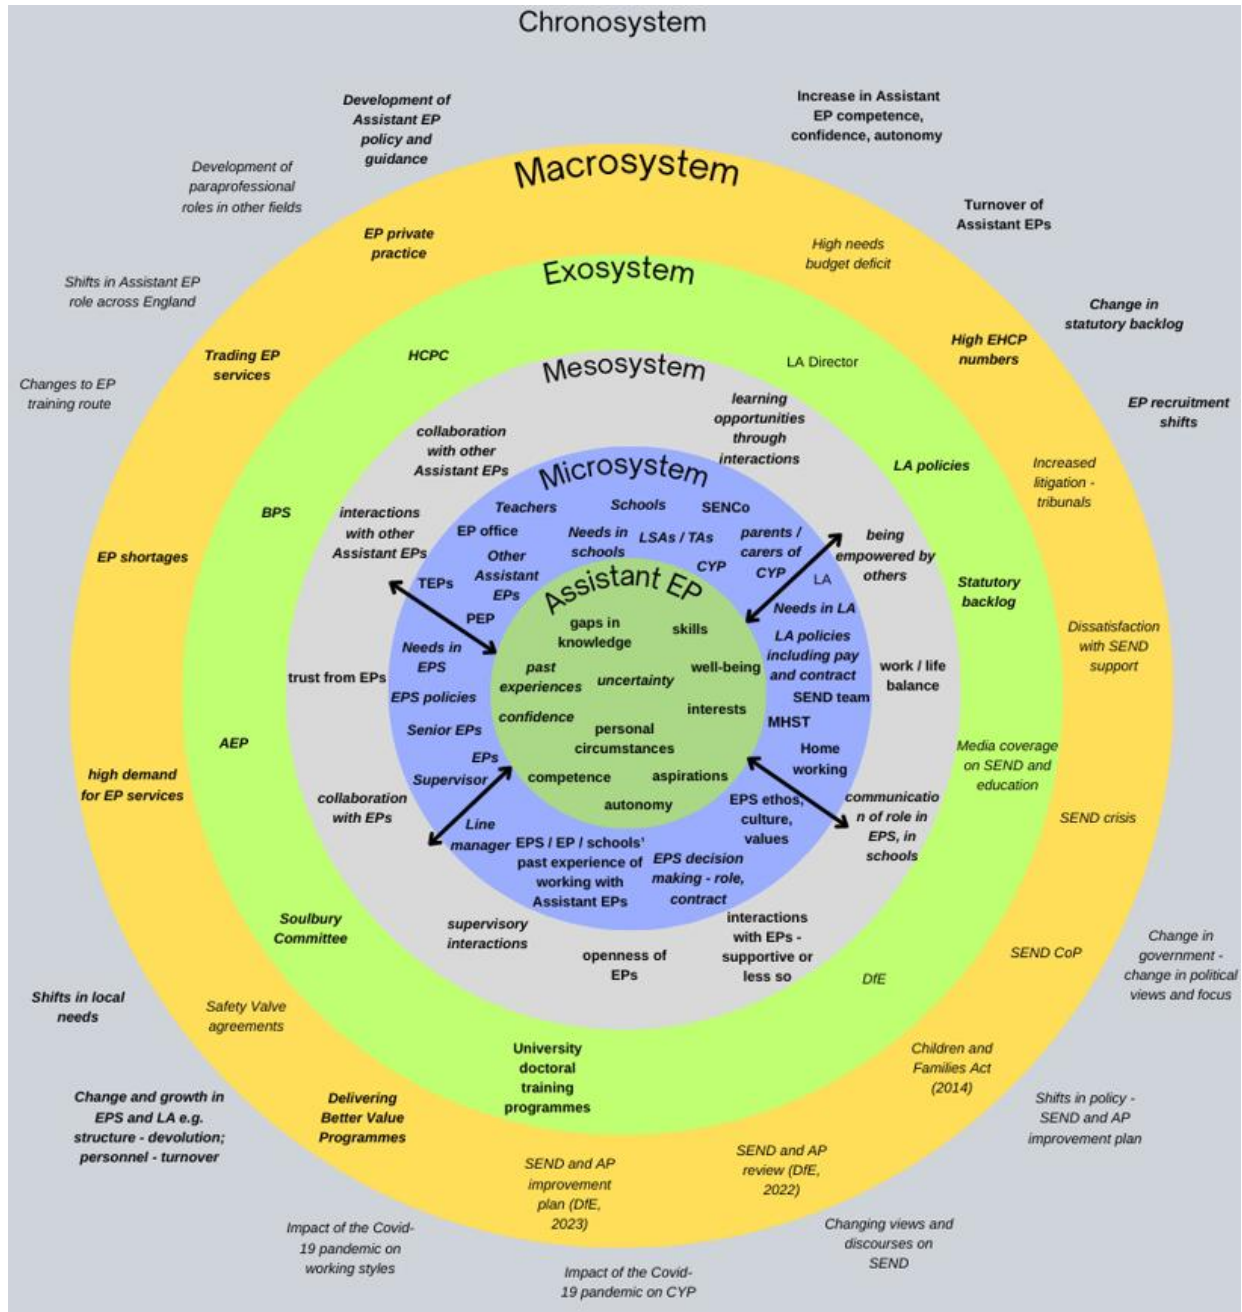 Chronosystem
Development of
Assistant EP
policy and
guidance
Increase in Assistant
EP competence,
confidence, autonomy
Development of
paraprofessional
roles in other fields
Turnover of
Assistant EPs
Shifts in Assistant EP
role across England
Change in
statutory backlog
Changes to EP
training route
EP recruitment
shifts
Macrosystem
EP private
practice
High needs
budget deficit
Trading EP
services
High EHCP
numbers
Increased
litigation -
tribunals
EP shortages
Dissatisfaction
with SEND
support
high demand
for EP services
SEND crisis
SEND CoP
Safety Valve
agreements
Children and
Families Act
(2014)
Delivering
Better Value
Programmes
SEND and AP
improvement
plan (DfE,
2023)
SEND and AP
review (DfE,
2022)
Exosystem
HCPC
LA Director
LA policies
BPS
Statutory
backlog
AEP
Media coverage
on SEND and
education
Soulbury
Committee
DfE
University
doctoral
training
programmes
Mesosystem
learning
opportunities
through
interactions
collaboration
with other
Assistant EPs
interactions
with other
Assistant EPs
being
empowered by
others
trust from EPs
work / life
balance
collaboration
with EPs
communicatio
n of role in
EPS, in
schools
supervisory
interactions
openness of
EPs
interactions
with EPs -
supportive or
less so
Microsystem
Teachers
Schools
SENCo
EP office
Needs in
schools
LSAs / TAs
parents /
carers of
CYP
Other
Assistant
EPs
CYP
TEPs
LA
PEP
Needs in LA
Needs in
EPS
LA policies
including pay
and contract
EPS policies
SEND team
Senior EPs
MHST
EPs
Home
working
Supervisor
Line
manager
EPS ethos,
culture,
values
EPS / EP / schools'
past experience of
working with
Assistant EPs
EPS decision
making - role,
contract
Assistant EP
gaps in
knowledge
skills
past
experiences
uncertainty
well-being
confidence
interests
personal
circumstances
competence
aspirations
autonomy
Shifts in local
needs
Change in
government -
change in political
views and focus
Change and growth in
EPS and LA e.g.
structure - devolution;
personnel - turnover
Shifts in policy -
SEND and AP
improvement plan
Impact of the Covid-
19 pandemic on
working styles
Changing views and
discourses on
SEND
Impact of the Covid-
19 pandemic on CYP